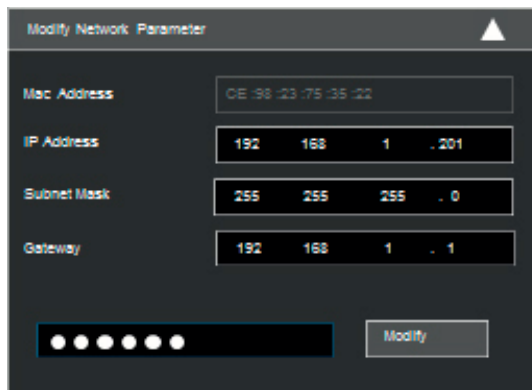 Modify Network Parameter
Mac Address CE :98 :23 :75 :35 :22
IP Address 192 168 1 . 201
Subnet Mask 255 255 255 . 0
Gateway 192 168 1 . 1
●●●●●● Modify